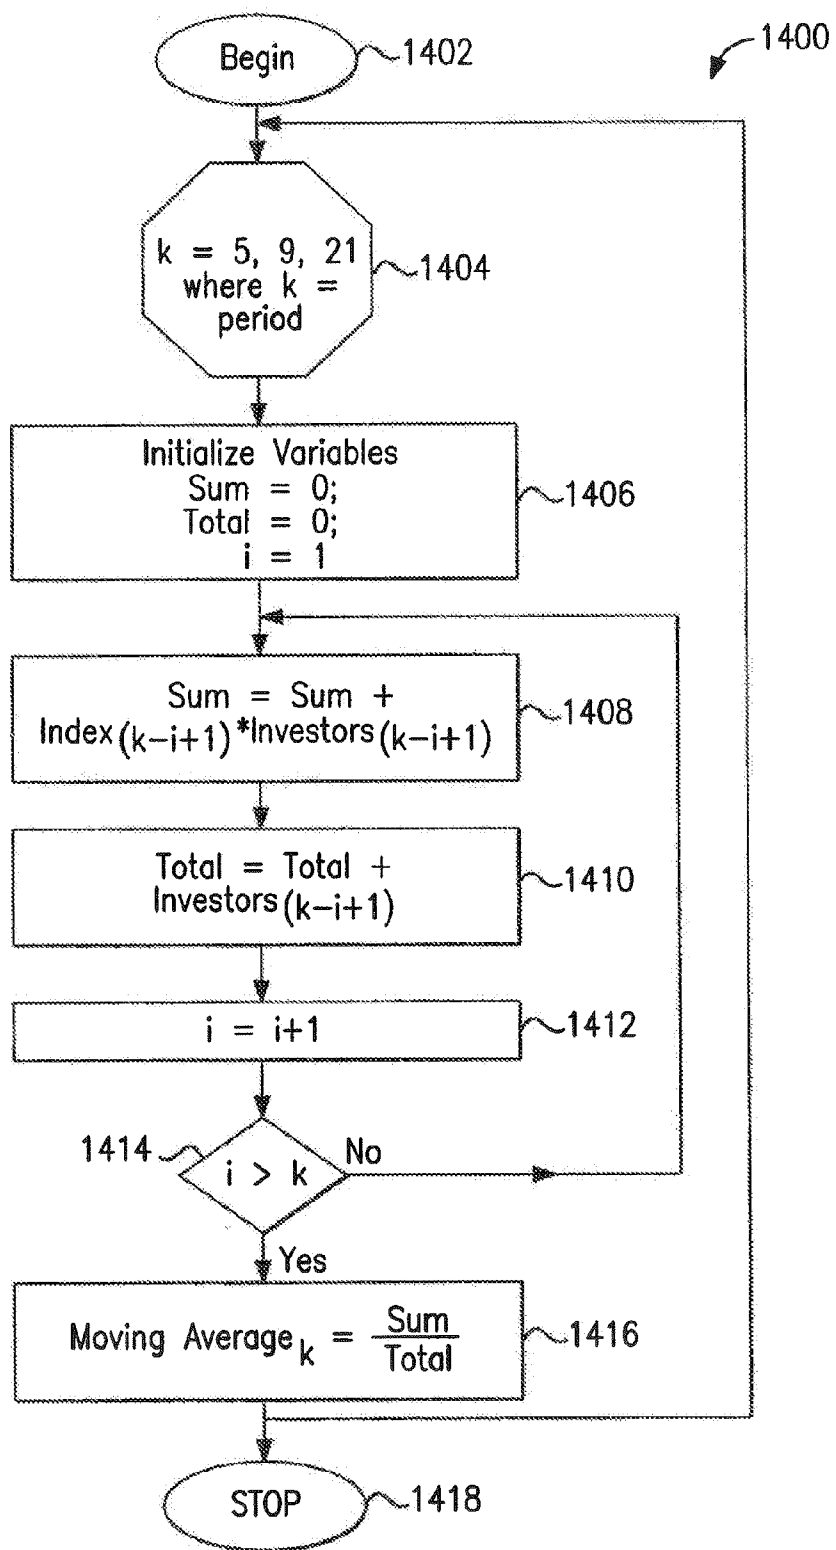 1400
Begin
1402
k = 5, 9, 21
where k =
period
1404
Initialize Variables
Sum = 0;
Total = 0;
i = 1
1406
Sum = Sum +
Index(k-i+1)*Investors(k-i+1)
1408
Total = Total +
Investors(k-i+1)
1410
i = i+1
1412
1414
i > k
No
Yes
Moving Average k = Sum
Total
1416
STOP
1418